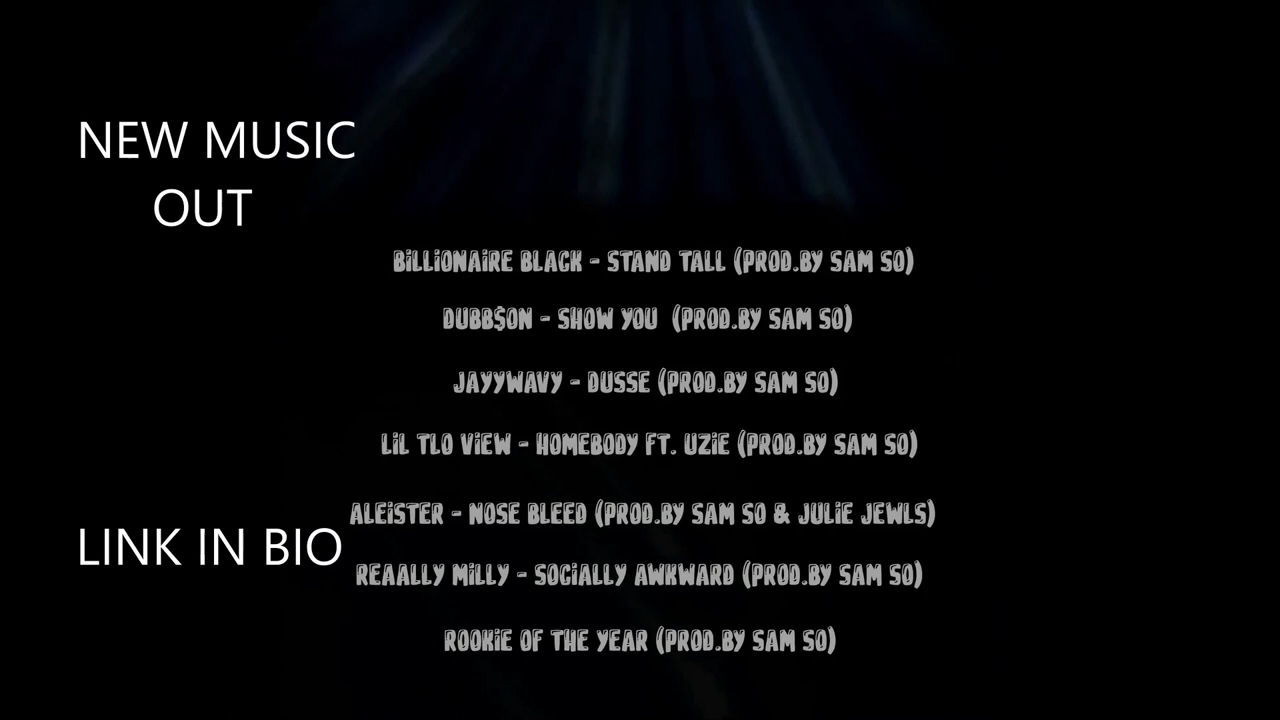 NEW MUSIC
OUT
BILLIONAIRE BLACK - STAND TALL (PROD.BY SAM SO)
DUBB$ON - SHOW YOU (PROD.BY SAM SO)
JAYYWAVY - DUSSE (PROD.BY SAM SO)
LIL TLO VIEW - HOMEBODY FT. UZIE (PROD.BY SAM SO)
ALEISTER - NOSE BLEED (PROD.BY SAM SO & JULIE JEWLS)
LINK IN BIO
REAALLY MILLY - SOCIALLY AWKWARD (PROD.BY SAM SO)
ROOKIE OF THE YEAR (PROD.BY SAM SO)